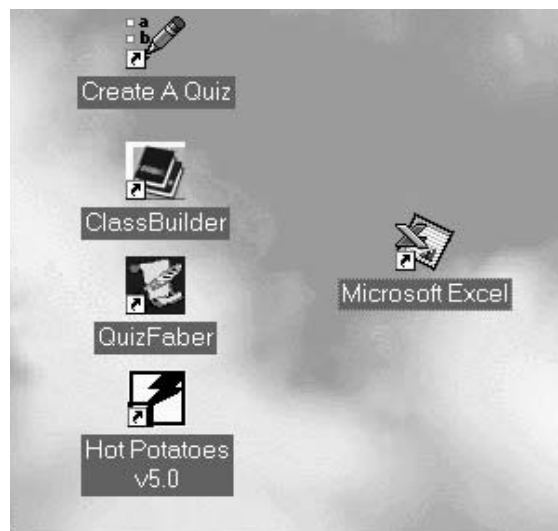 a
b
Create A Quiz
ClassBuilder
QuizFaber
Microsoft Excel
Hot Potatoes
v5.0